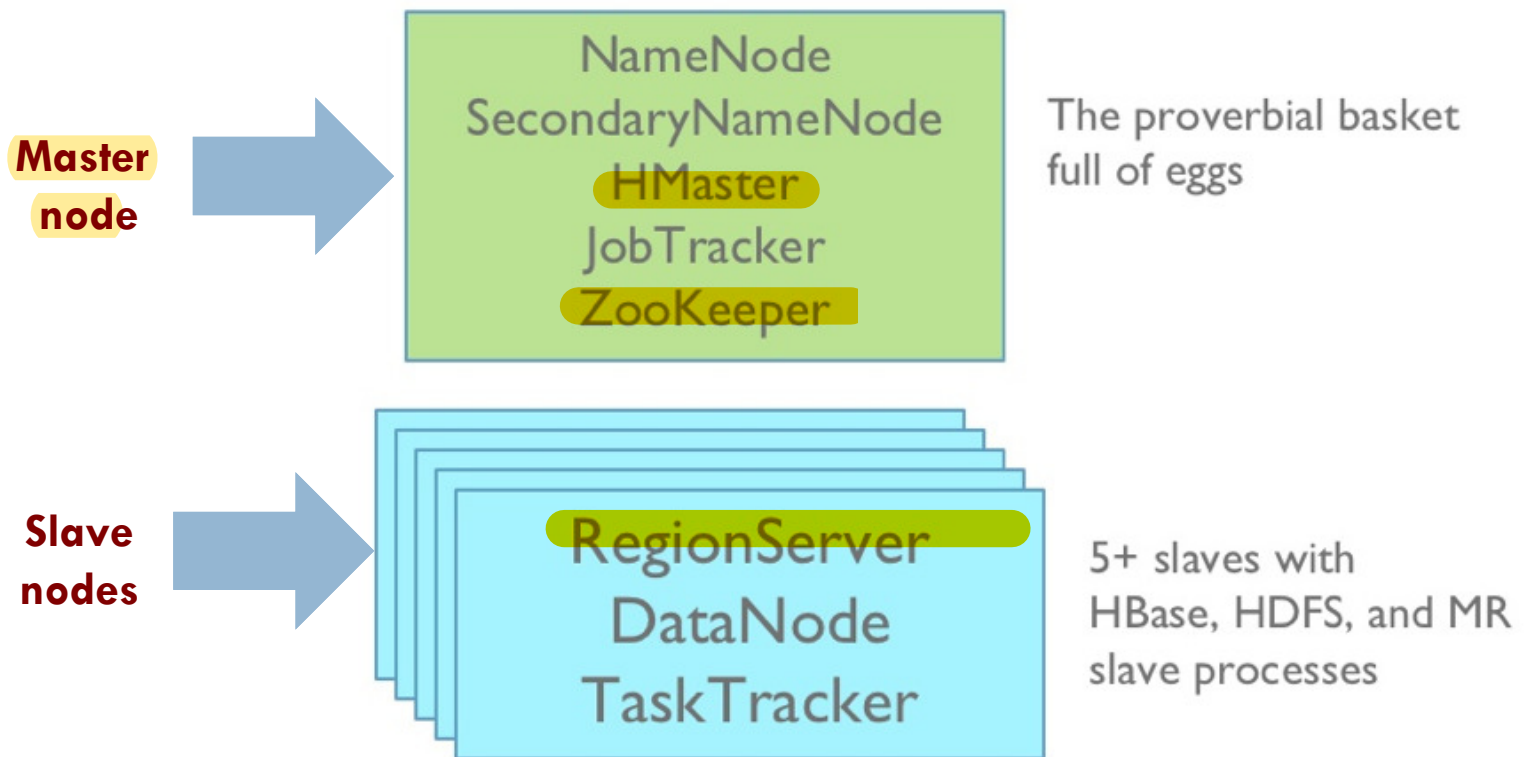 Master
node
NameNode
SecondaryNameNode
HMaster
JobTracker
ZooKeeper
The proverbial basket
full of eggs
Slave
nodes
RegionServer
DataNode
TaskTracker
5+ slaves with
HBase, HDFS, and MR
slave processes